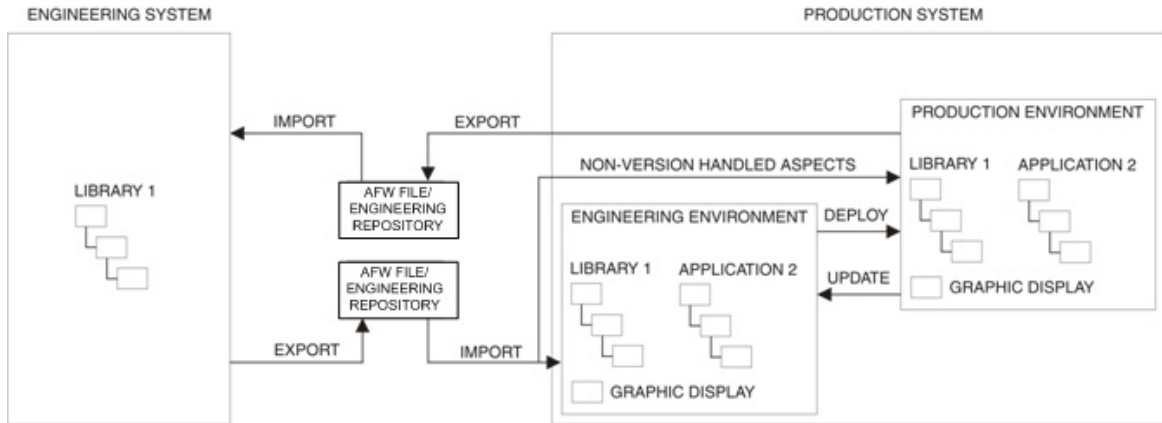 ENGINEERING SYSTEM
PRODUCTION SYSTEM
IMPORT
EXPORT
PRODUCTION ENVIRONMENT
NON-VERSION HANDLED ASPECTS
LIBRARY 1
APPLICATION 2
LIBRARY 1
AFW FILE/
ENGINEERING
REPOSITORY
ENGINEERING ENVIRONMENT
DEPLOY
LIBRARY 1
APPLICATION 2
UPDATE
GRAPHIC DISPLAY
AFW FILE/
ENGINEERING
REPOSITORY
EXPORT
IMPORT
GRAPHIC DISPLAY